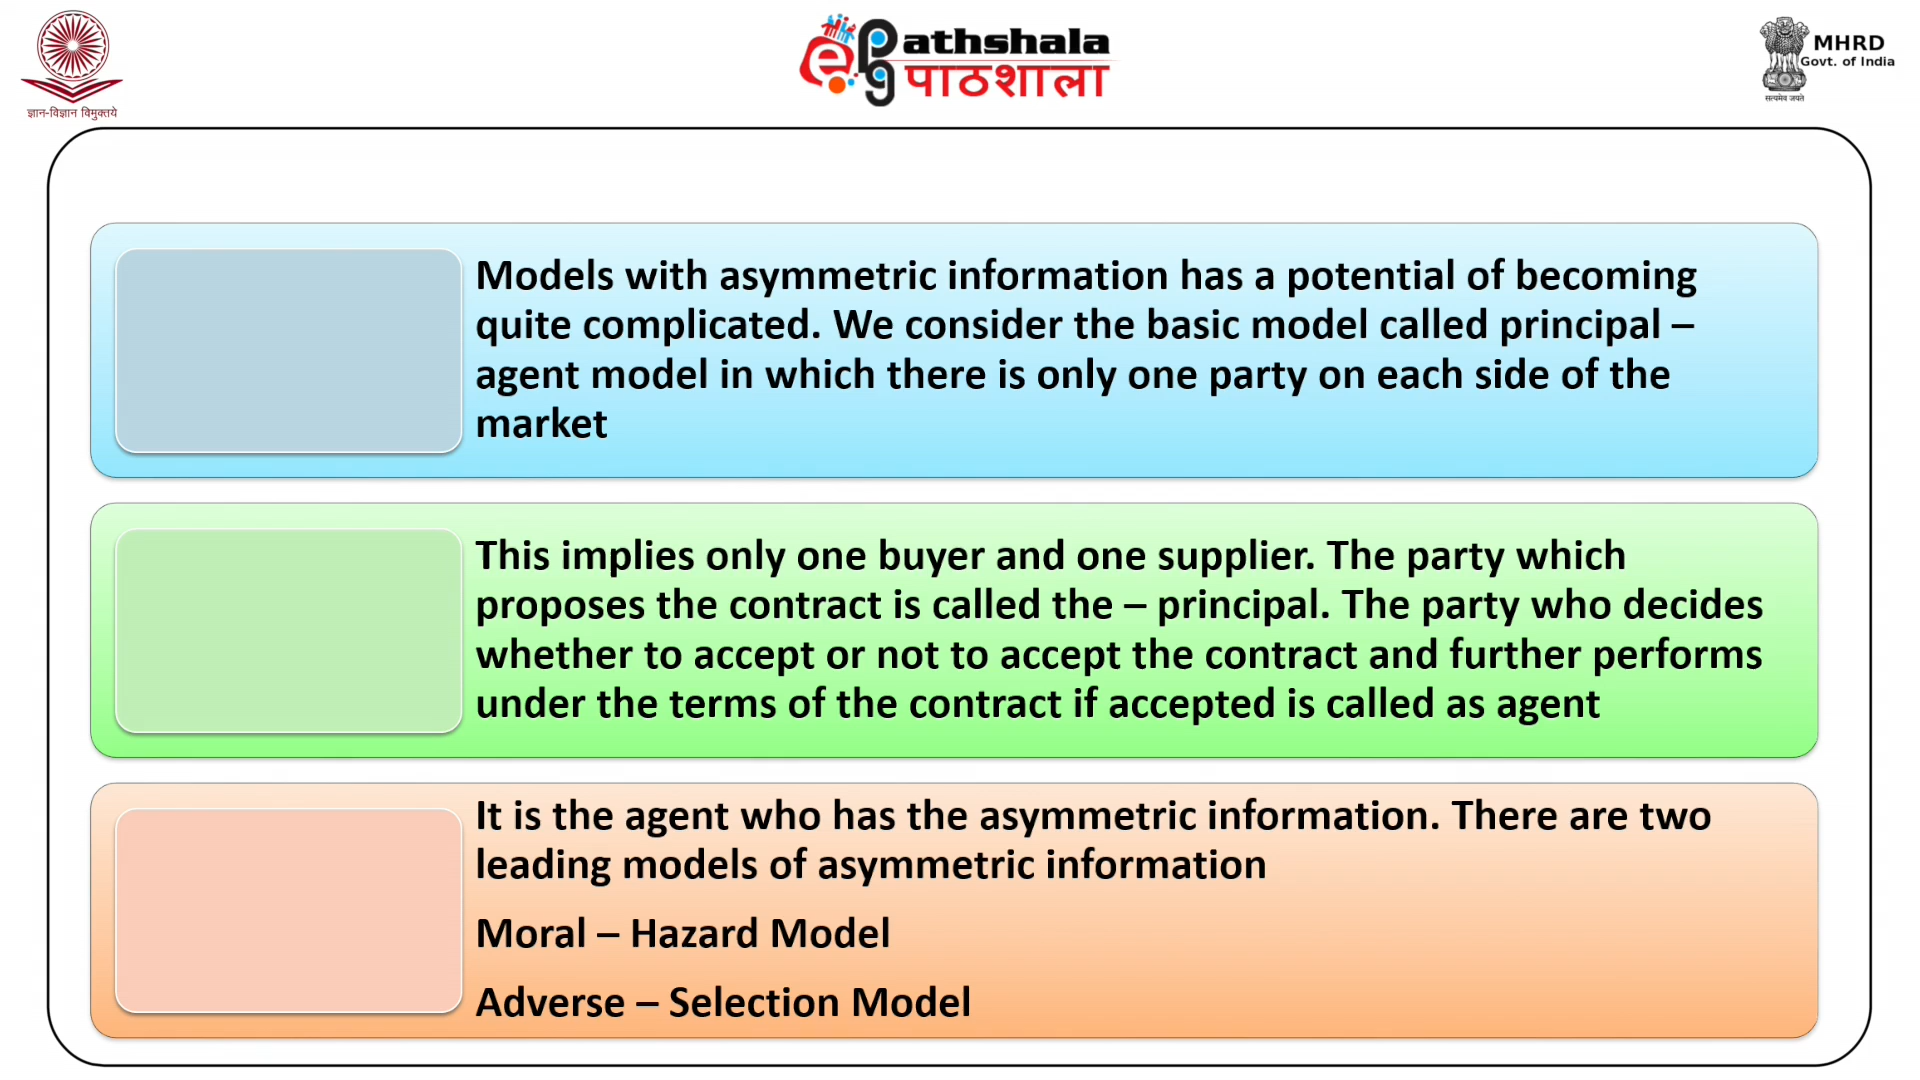 ज्ञान-विज्ञान विमुक्तये
e
pg
athshala
पाठशाला
MHRD
Govt. of India
सत्यमेव जयते
Models with asymmetric information has a potential of becoming
quite complicated. We consider the basic model called principal –
agent model in which there is only one party on each side of the
market
This implies only one buyer and one supplier. The party which
proposes the contract is called the – principal. The party who decides
whether to accept or not to accept the contract and further performs
under the terms of the contract if accepted is called as agent
It is the agent who has the asymmetric information. There are two
leading models of asymmetric information
Moral – Hazard Model
Adverse – Selection Model